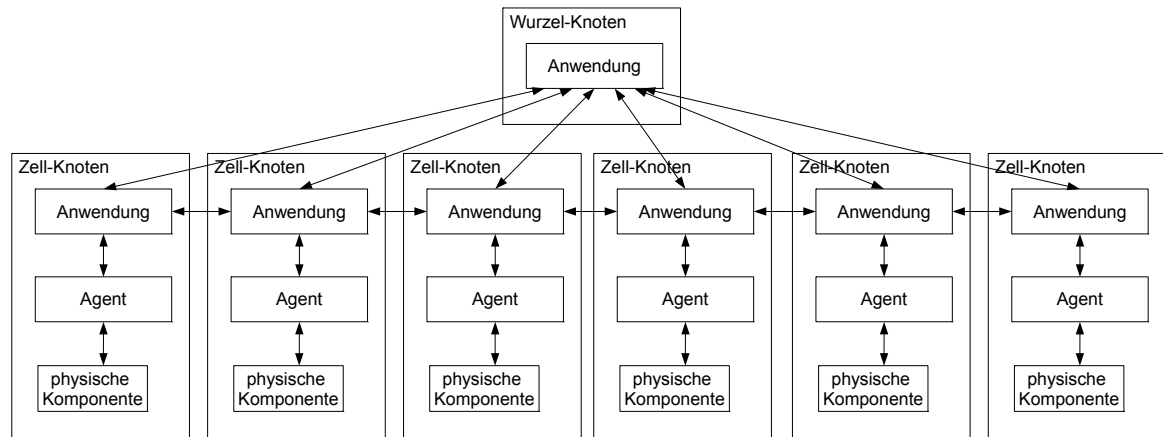 Wurzel-Knoten
Anwendung
Zell-Knoten
Zell-Knoten
Zell-Knoten
Zell-Knoten
Zell-Knoten
Zell-Knoten
Anwendung
Anwendung
Anwendung
Anwendung
Anwendung
Anwendung
Agent
Agent
Agent
Agent
Agent
Agent
physische
Komponente
physische
Komponente
physische
Komponente
physische
Komponente
physische
Komponente
physische
Komponente